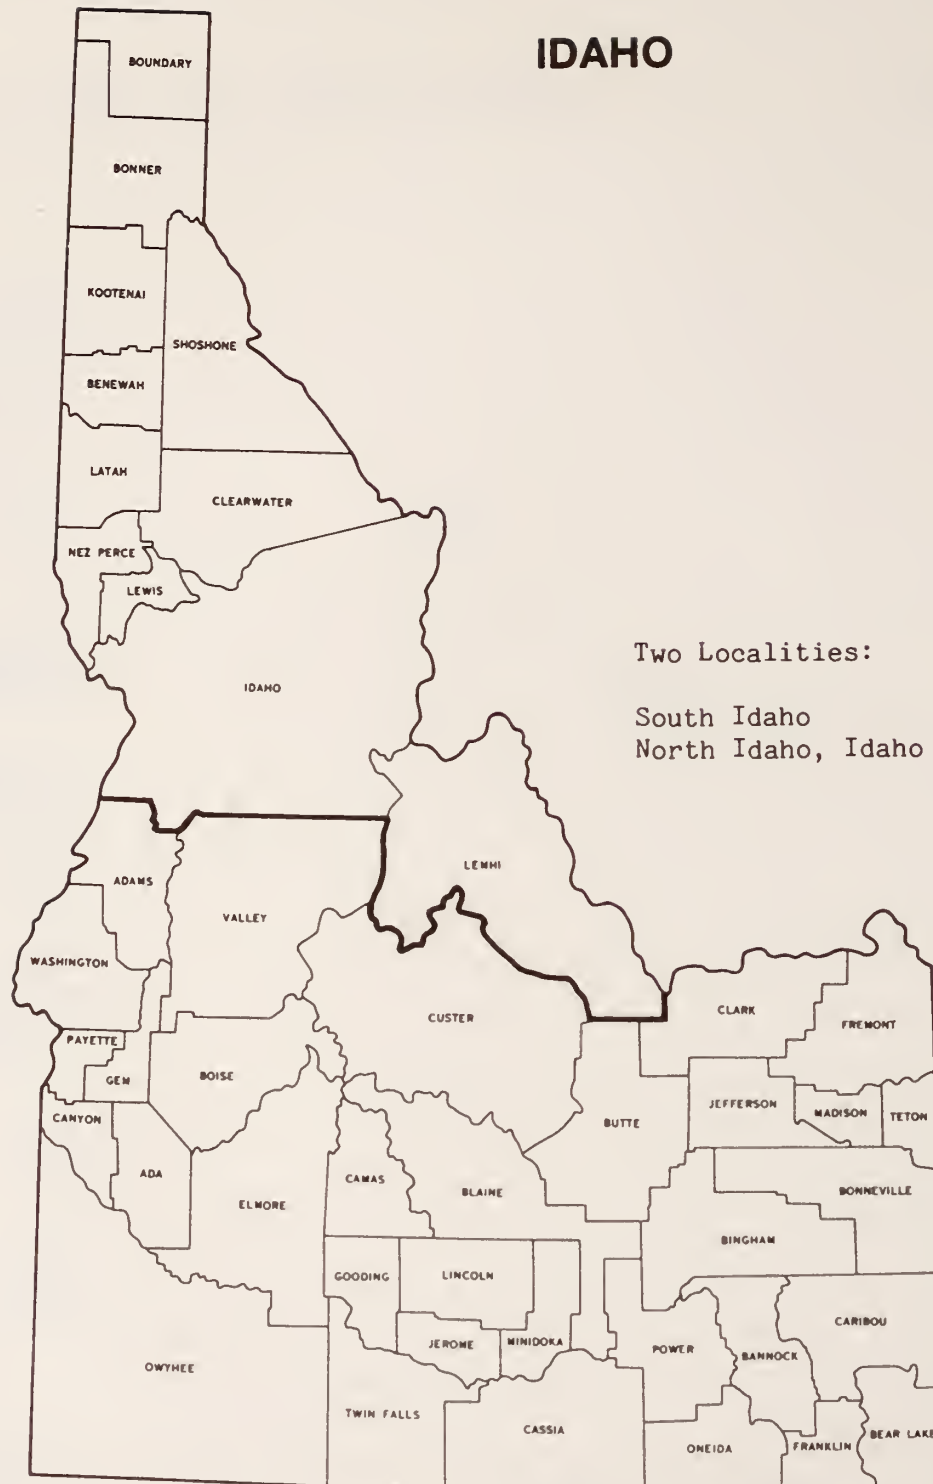 IDAHO
BOUNDARY
BONNER
KOOTENAI
SHOSHONE
BENEWAH
LATAH
CLEARWATER
NEZ PERCE
LEWIS
Two Localities:
IDAHO
South Idaho
North Idaho, Idaho
LEMHI
ADAMS
VALLEY
WASHINGTON
CUSTER
CLARK
FREMONT
PAYETTE
GEM
BOISE
CANYON
BUTTE
JEFFERSON
MADISON
TETON
ADA
CAMAS
BLAINE
BONNEVILLE
ELMORE
BINGHAM
GOODING
LINCOLN
CARIBOU
JEROME
MINIDOKA
POWER
BANNOCK
OWYHEE
TWIN FALLS
CASSIA
ONEIDA
FRANKLIN
BEAR LAKE